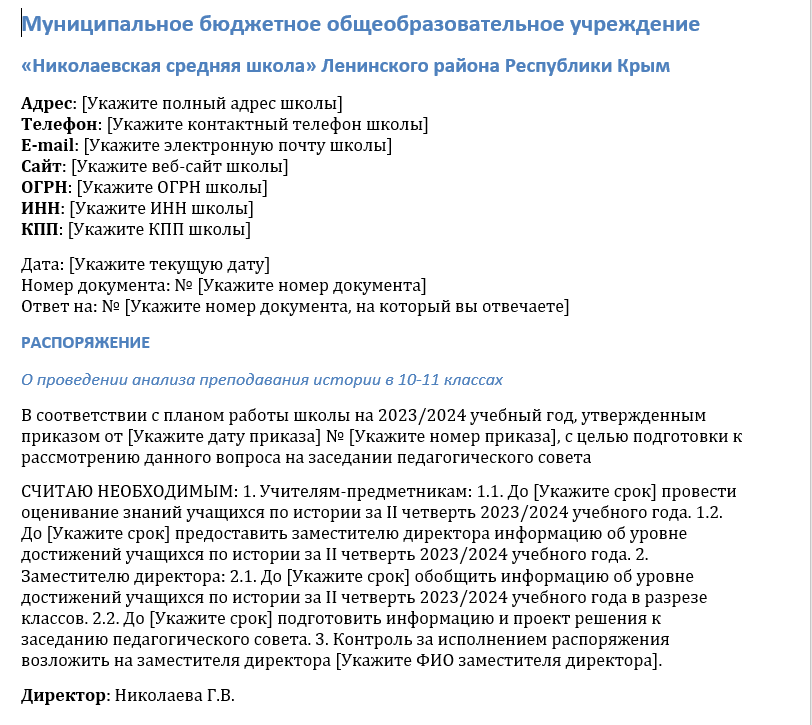 Муниципальное бюджетное общеобразовательное учреждение
«Николаевская средняя школа» Ленинского района Республики Крым
Адрес: [Укажите полный адрес школы]
Телефон: [Укажите контактный телефон школы]
E-mail: [Укажите электронную почту школы]
Сайт: [Укажите веб-сайт школы]
ОГРН: [Укажите ОГРН школы]
ИНН: [Укажите ИНН школы]
КПП: [Укажите КПП школы]
Дата: [Укажите текущую дату]
Номер документа: № [Укажите номер документа]
Ответ на: № [Укажите номер документа, на который вы отвечаете]
РАСПОРЯЖЕНИЕ
О проведении анализа преподавания истории в 10-11 классах
В соответствии с планом работы школы на 2023/2024 учебный год, утвержденным
приказом от [Укажите дату приказа] № [Укажите номер приказа], с целью подготовки к
рассмотрению данного вопроса на заседании педагогического совета
СЧИТАЮ НЕОБХОДИМЫМ: 1. Учителям-предметникам: 1.1. До [Укажите срок] провести
оценивание знаний учащихся по истории за II четверть 2023/2024 учебного года. 1.2.
До [Укажите срок] предоставить заместителю директора информацию об уровне
достижений учащихся по истории за II четверть 2023/2024 учебного года. 2.
Заместителю директора: 2.1. До [Укажите срок] обобщить информацию об уровне
достижений учащихся по истории за II четверть 2023/2024 учебного года в разрезе
классов. 2.2. До [Укажите срок] подготовить информацию и проект решения к
заседанию педагогического совета. 3. Контроль за исполнением распоряжения
возложить на заместителя директора [Укажите ФИО заместителя директора].
Директор: Николаева Г.В.